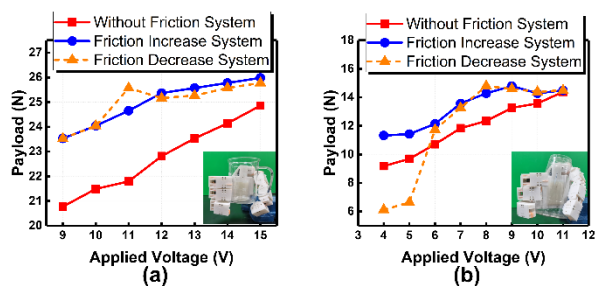 Without Friction System
Friction Increase System
Friction Decrease System
Payload (N)
27
26
25
24
23
22
21
20
9 10 11 12 13 14 15
Applied Voltage (V)
(a)
Without Friction System
Friction Increase System
Friction Decrease System
Payload (N)
18
16
14
12
10
8
6
3 4 5 6 7 8 9 10 11 12
Applied Voltage (V)
(b)